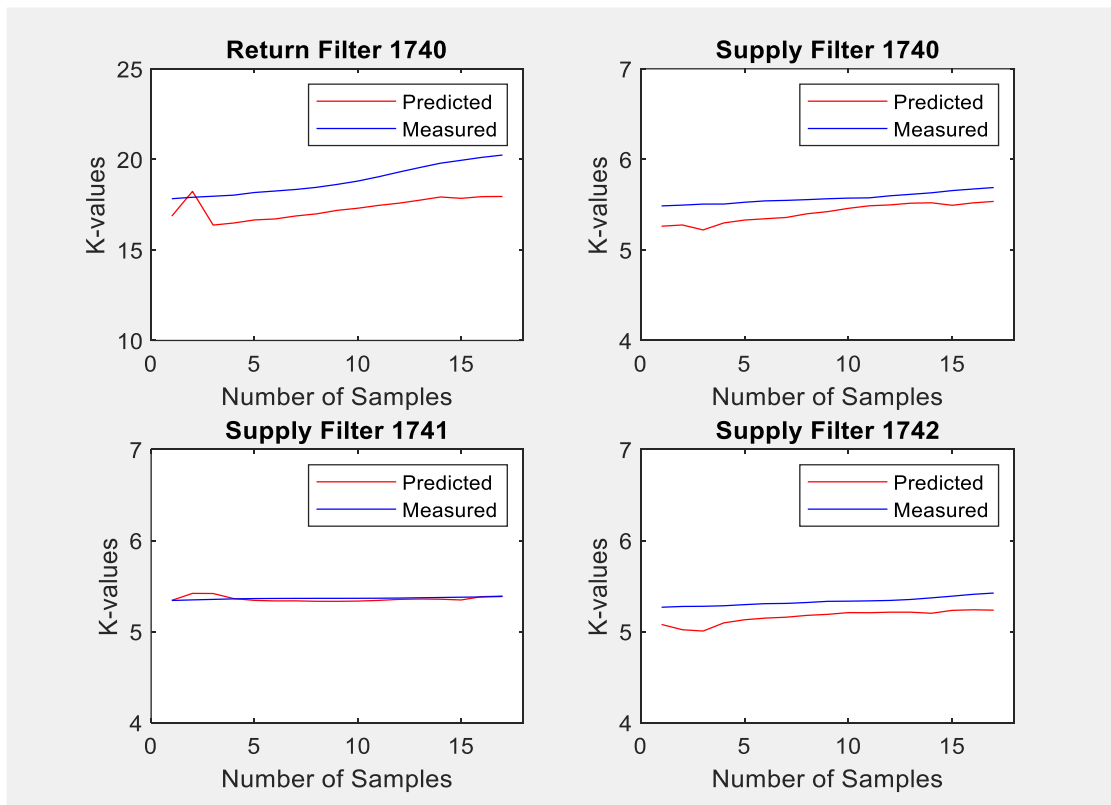 Return Filter 1740
25
20
15
10
K-values
Predicted
Measured
0 5 10 15
Number of Samples
Supply Filter 1740
7
6
5
4
K-values
Predicted
Measured
0 5 10 15
Number of Samples
Supply Filter 1741
7
6
5
4
K-values
Predicted
Measured
0 5 10 15
Number of Samples
Supply Filter 1742
7
6
5
4
K-values
Predicted
Measured
0 5 10 15
Number of Samples